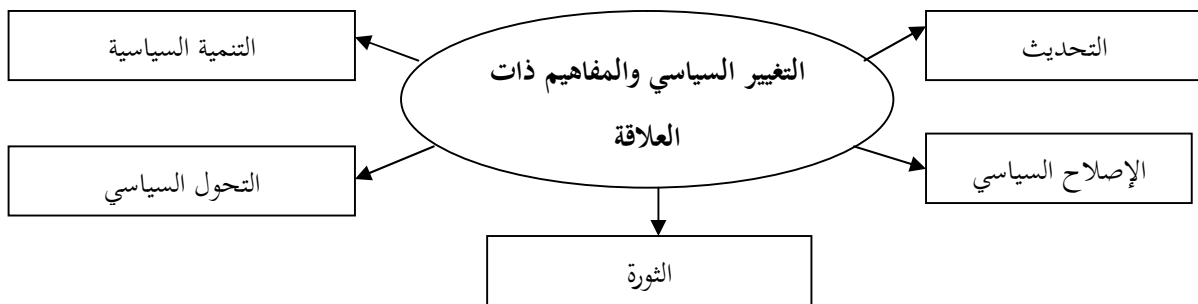 التحديث
التغيير السياسي والمفاهيم ذات
العلاقة
التنمية السياسية
الإصلاح السياسي
التحول السياسي
الثورة